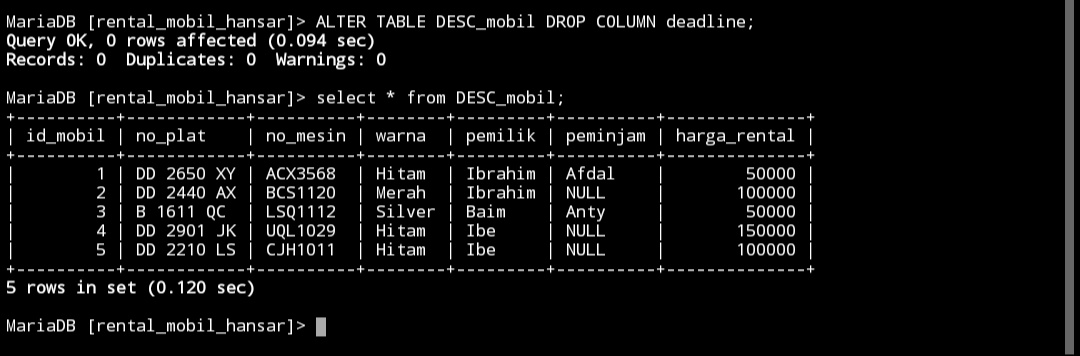 MariaDB [rental_mobil_hansar]> ALTER TABLE DESC_mobil DROP COLUMN deadline;
Query OK, 0 rows affected (0.094 sec)
Records: 0  Duplicates: 0  Warnings: 0
MariaDB [rental_mobil_hansar]> select * from DESC_mobil;
+----------+------------+----------+--------+---------+----------+--------------+
| id_mobil | no_plat    | no_mesin | warna  | pemilik | peminjam | harga_rental |
+----------+------------+----------+--------+---------+----------+--------------+
|        1 | DD 2650 XY | ACX3568  | Hitam  | Ibrahim | Afdal    |        50000 |
|        2 | DD 2440 AX | BCS1120  | Merah  | Ibrahim | NULL     |       100000 |
|        3 | B 1611 QC  | LSQ1112  | Silver | Baim    | Anty     |        50000 |
|        4 | DD 2901 JK | UQL1029  | Hitam  | Ibe     | NULL     |       150000 |
|        5 | DD 2210 LS | CJH1011  | Hitam  | Ibe     | NULL     |       100000 |
+----------+------------+----------+--------+---------+----------+--------------+
5 rows in set (0.120 sec)
MariaDB [rental_mobil_hansar]>